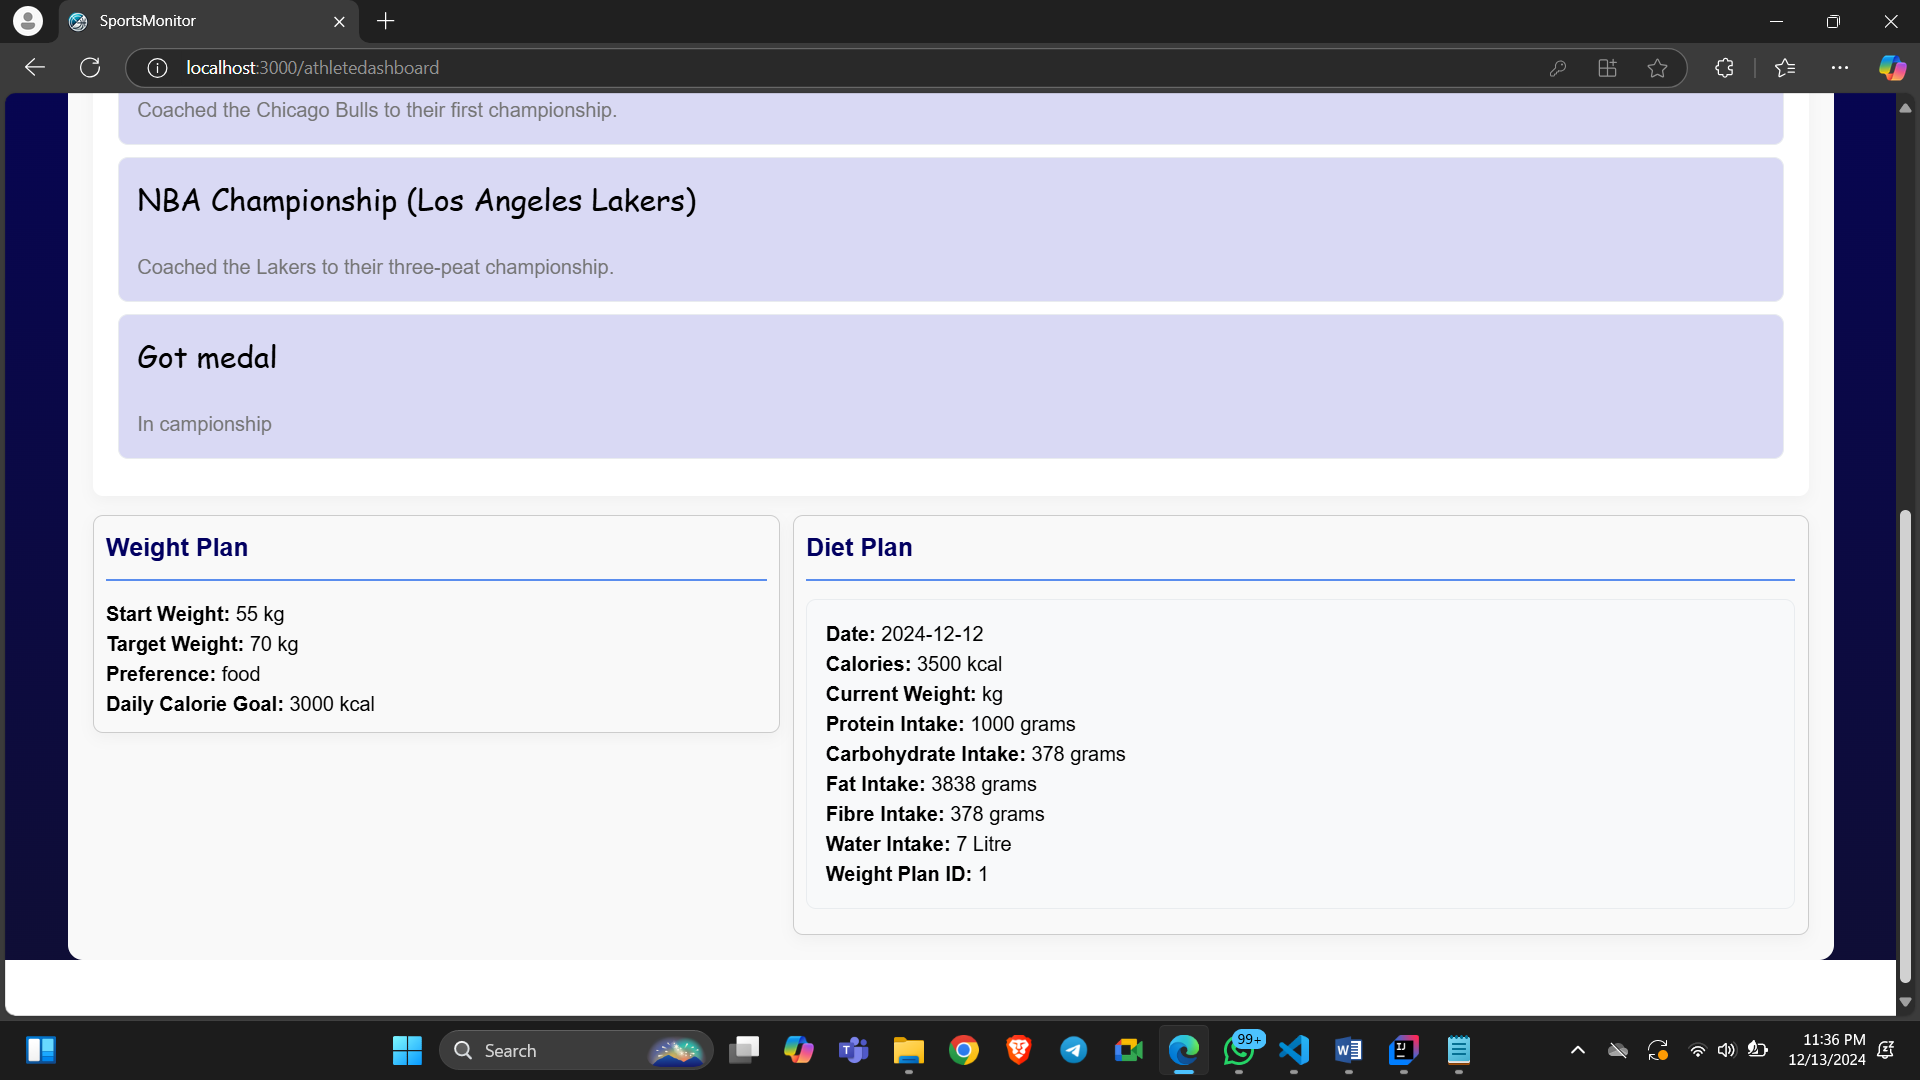 SportsMonitor
localhost:3000/athletedashboard
Coached the Chicago Bulls to their first championship.
NBA Championship (Los Angeles Lakers)
Coached the Lakers to their three-peat championship.
Got medal
In campionship
Weight Plan
Start Weight: 55 kg
Target Weight: 70 kg
Preference: food
Daily Calorie Goal: 3000 kcal
Diet Plan
Date: 2024-12-12
Calories: 3500 kcal
Current Weight: kg
Protein Intake: 1000 grams
Carbohydrate Intake: 378 grams
Fat Intake: 3838 grams
Fibre Intake: 378 grams
Water Intake: 7 Litre
Weight Plan ID: 1
Search
99+
11:36 PM
12/13/2024